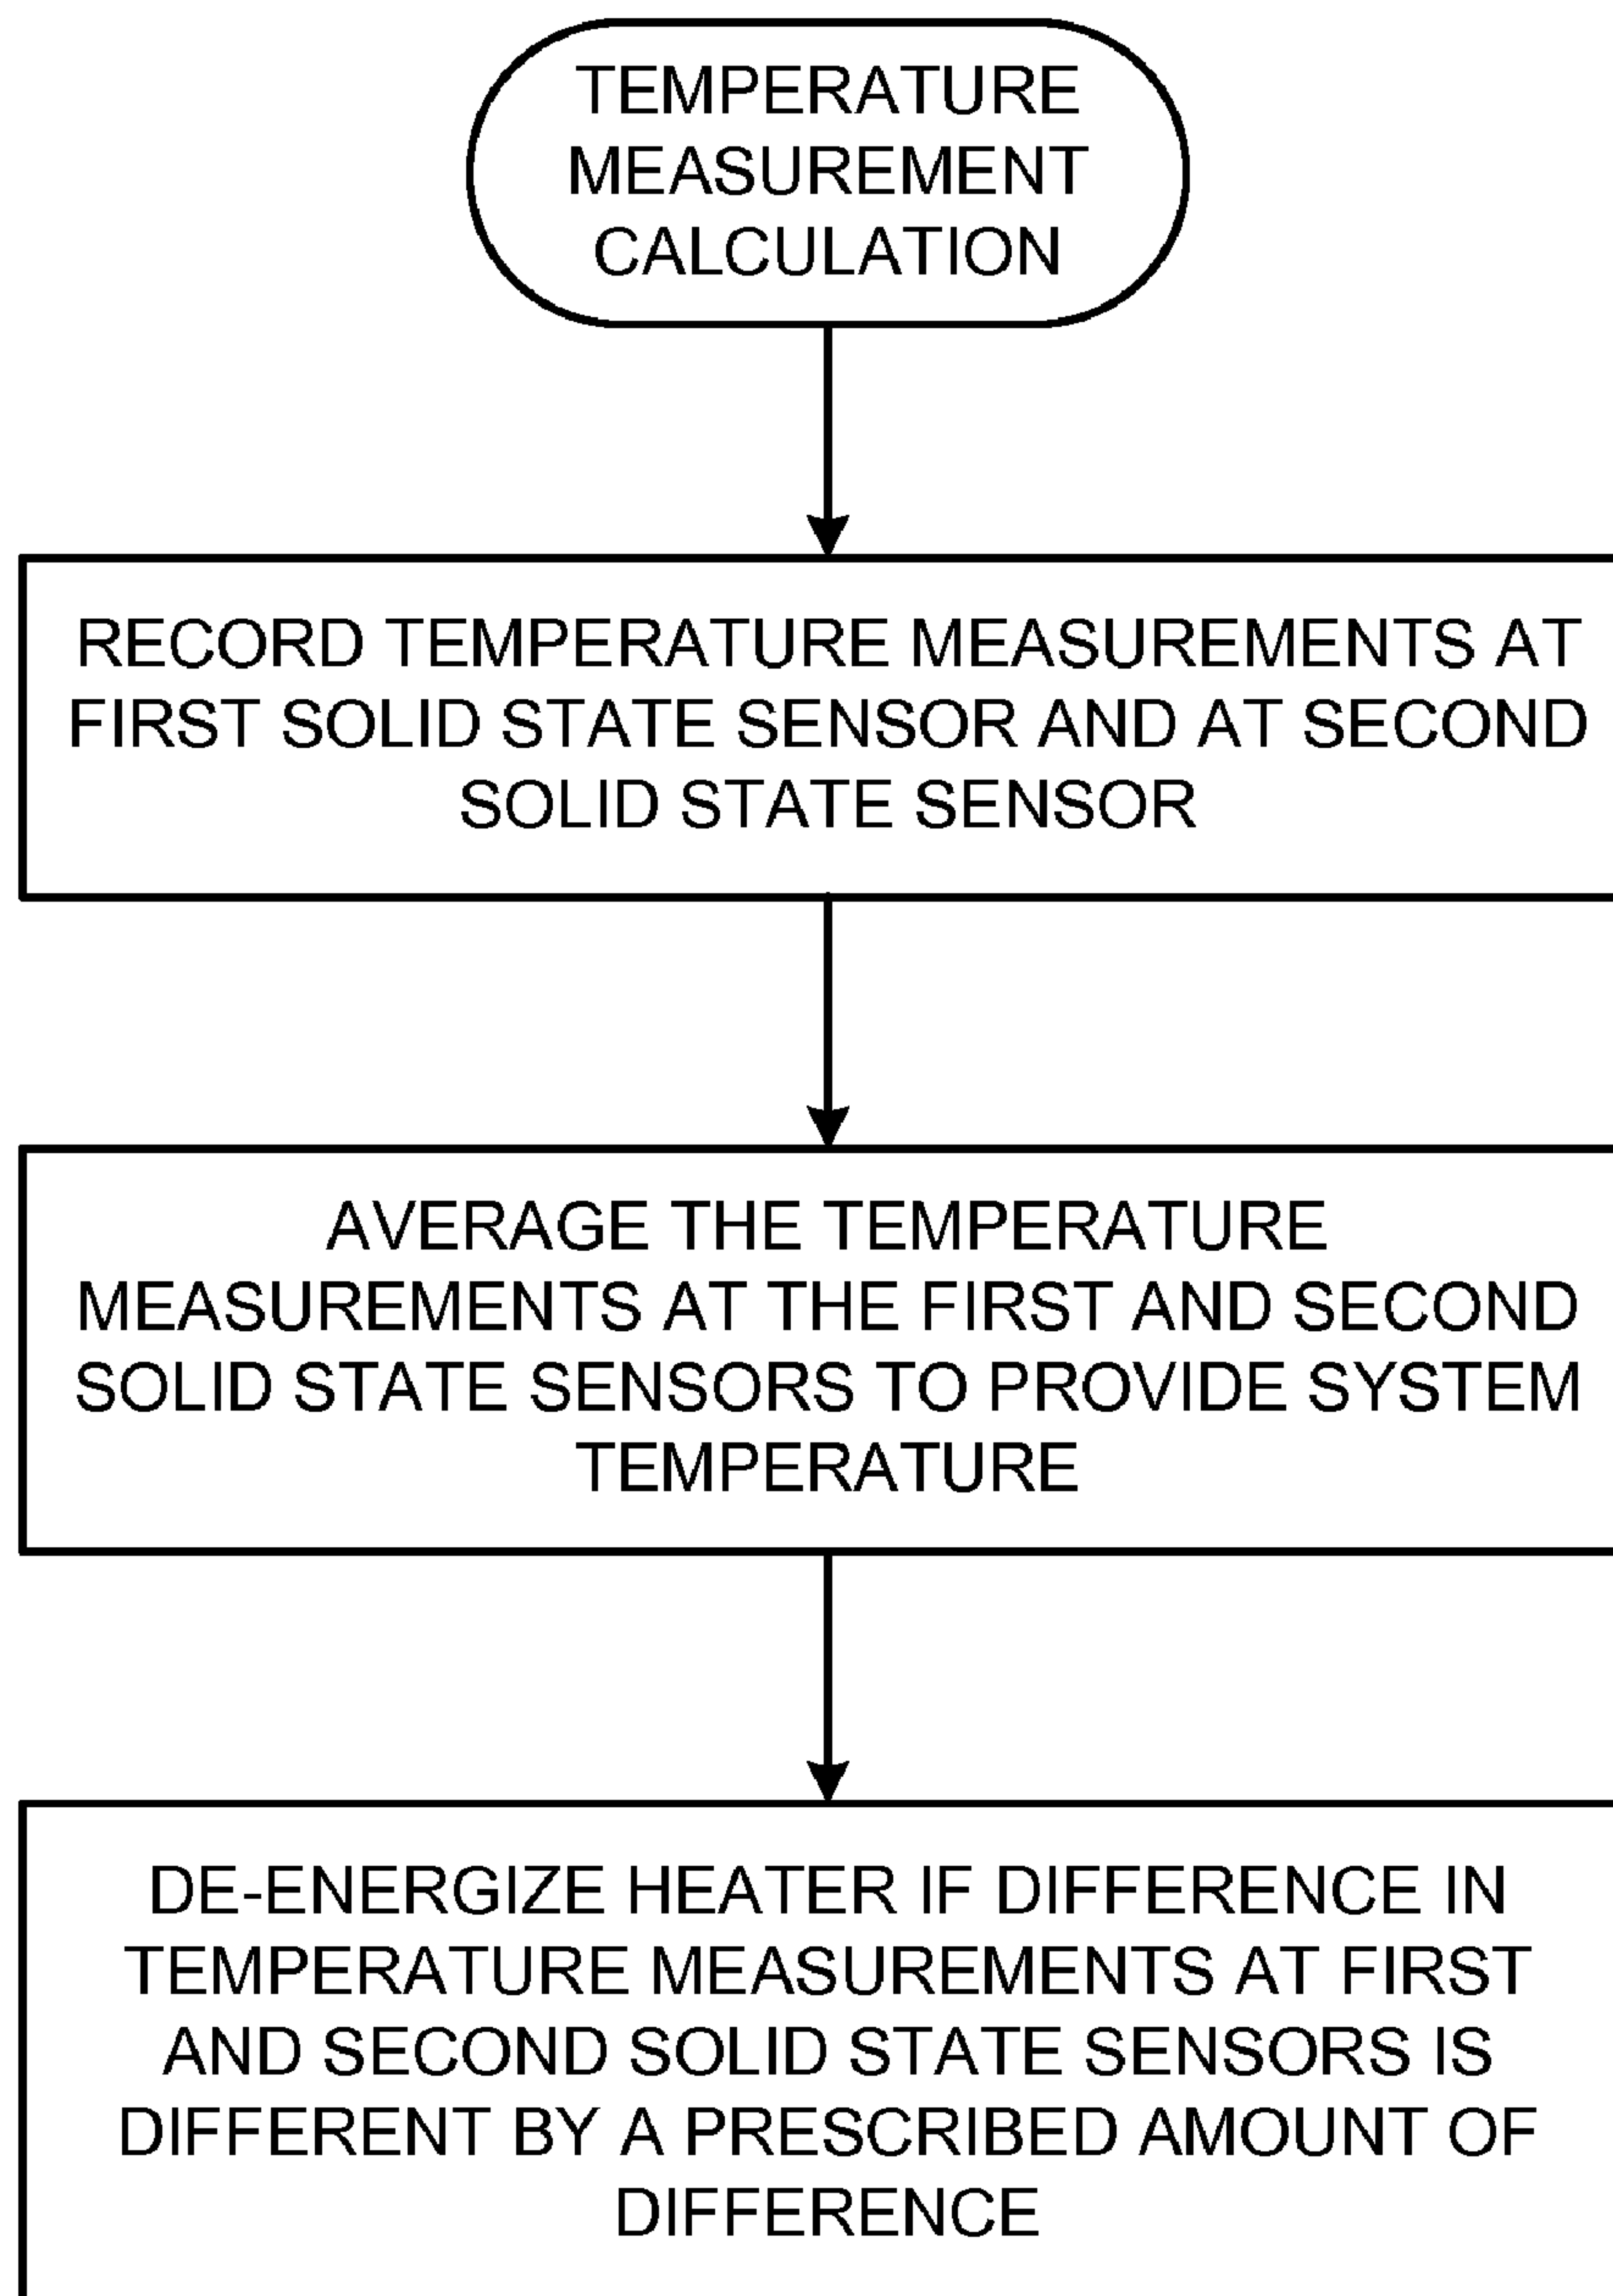 TEMPERATURE
MEASUREMENT
CALCULATION
RECORD TEMPERATURE MEASUREMENTS AT
FIRST SOLID STATE SENSOR AND AT SECOND
SOLID STATE SENSOR
AVERAGE THE TEMPERATURE
MEASUREMENTS AT THE FIRST AND SECOND
SOLID STATE SENSORS TO PROVIDE SYSTEM
TEMPERATURE
DE-ENERGIZE HEATER IF DIFFERENCE IN
TEMPERATURE MEASUREMENTS AT FIRST
AND SECOND SOLID STATE SENSORS IS
DIFFERENT BY A PRESCRIBED AMOUNT OF
DIFFERENCE